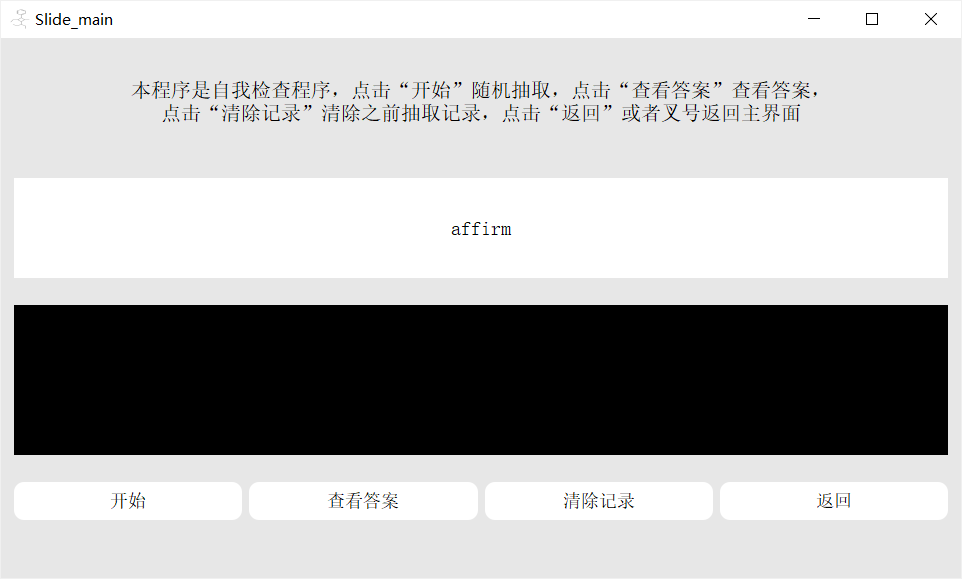 Slide_main
本程序是自我检查程序，点击“开始”随机抽取，点击“查看答案”查看答案，
点击“清除记录”清除之前抽取记录，点击“返回”或者叉号返回主界面
affirm
开始
查看答案
清除记录
返回